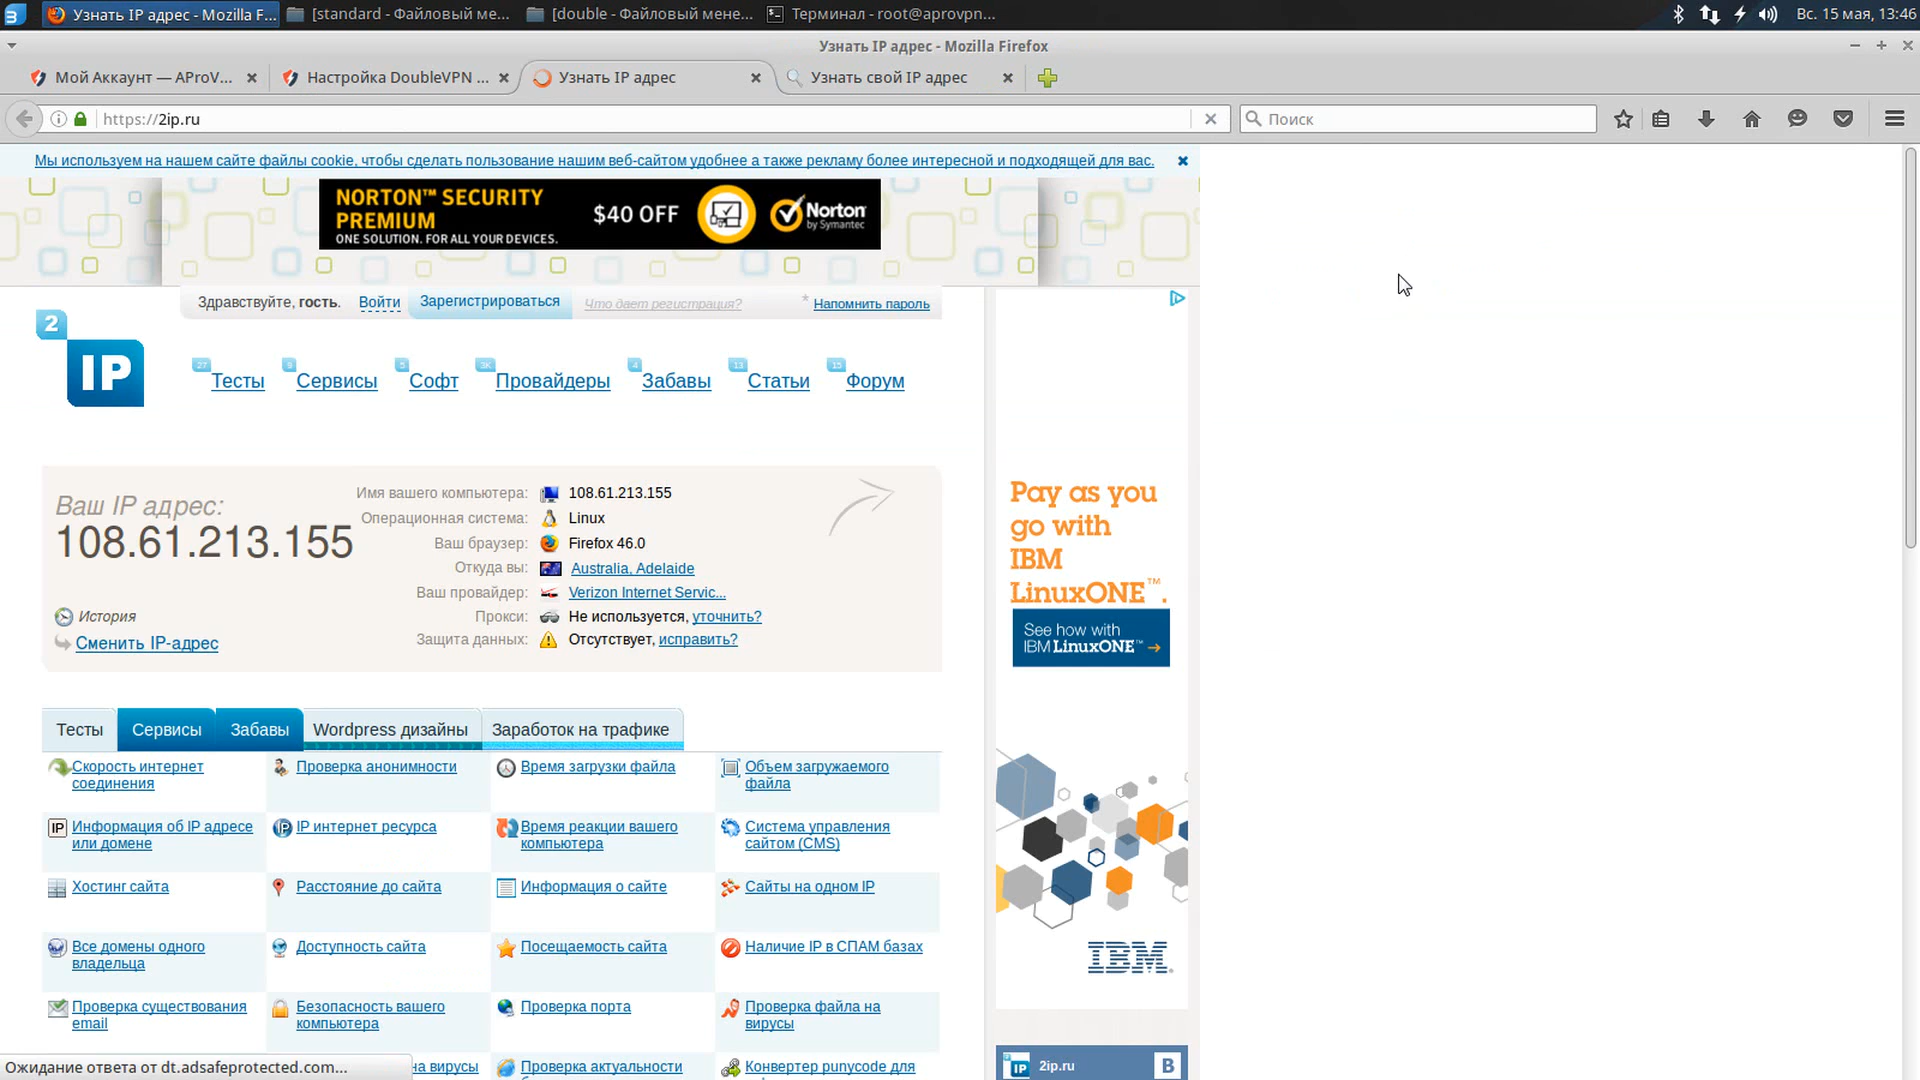 Узнать IP адрес - Mozilla F...
[standard - Файловый ме...
[double - Файловый мене...
Терминал - root@aprovpn...
Вс. 15 мая, 13:46
Узнать IP адрес - Mozilla Firefox
Мой Аккаунт — AProV...
Настройка DoubleVPN ...
Узнать IP адрес
Узнать свой IP адрес
https://2ip.ru
Поиск
Мы используем на нашем сайте файлы cookie, чтобы сделать пользование нашим веб-сайтом удобнее а также рекламу более интересной и подходящей для вас.
NORTON™ SECURITY
PREMIUM
ONE SOLUTION. FOR ALL YOUR DEVICES.
$40 OFF
Norton
by Symantec
Здравствуйте, гость.
Войти
Зарегистрироваться
Что дает регистрация?
* Напомнить пароль
2
IP
27 Тесты
9 Сервисы
5 Софт
3K Провайдеры
4 Забавы
13 Статьи
15 Форум
Ваш IP адрес:
108.61.213.155
История
Сменить IP-адрес
Имя вашего компьютера: 108.61.213.155
Операционная система: Linux
Ваш браузер: Firefox 46.0
Откуда вы: Australia, Adelaide
Ваш провайдер: Verizon Internet Servic...
Прокси: Не используется, уточнить?
Защита данных: Отсутствует, исправить?
Pay as you
go with
IBM
LinuxONE™.
See how with
IBM LinuxONE™ →
IBM
Тесты
Сервисы
Забавы
Wordpress дизайны
Заработок на трафике
Скорость интернет
соединения
Проверка анонимности
Время загрузки файла
Объем загружаемого
файла
IP
Информация об IP адресе
или домене
IP интернет ресурса
Время реакции вашего
компьютера
Система управления
сайтом (CMS)
Хостинг сайта
Расстояние до сайта
Информация о сайте
Сайты на одном IP
Все домены одного
владельца
Доступность сайта
Посещаемость сайта
Наличие IP в СПАМ базах
Проверка существования
email
Безопасность вашего
компьютера
Проверка порта
Проверка файла на
вирусы
Ожидание ответа от dt.adsafeprotected.com...
на вирусы
Проверка актуальности
Конвертер punycode для
IP
2ip.ru
В